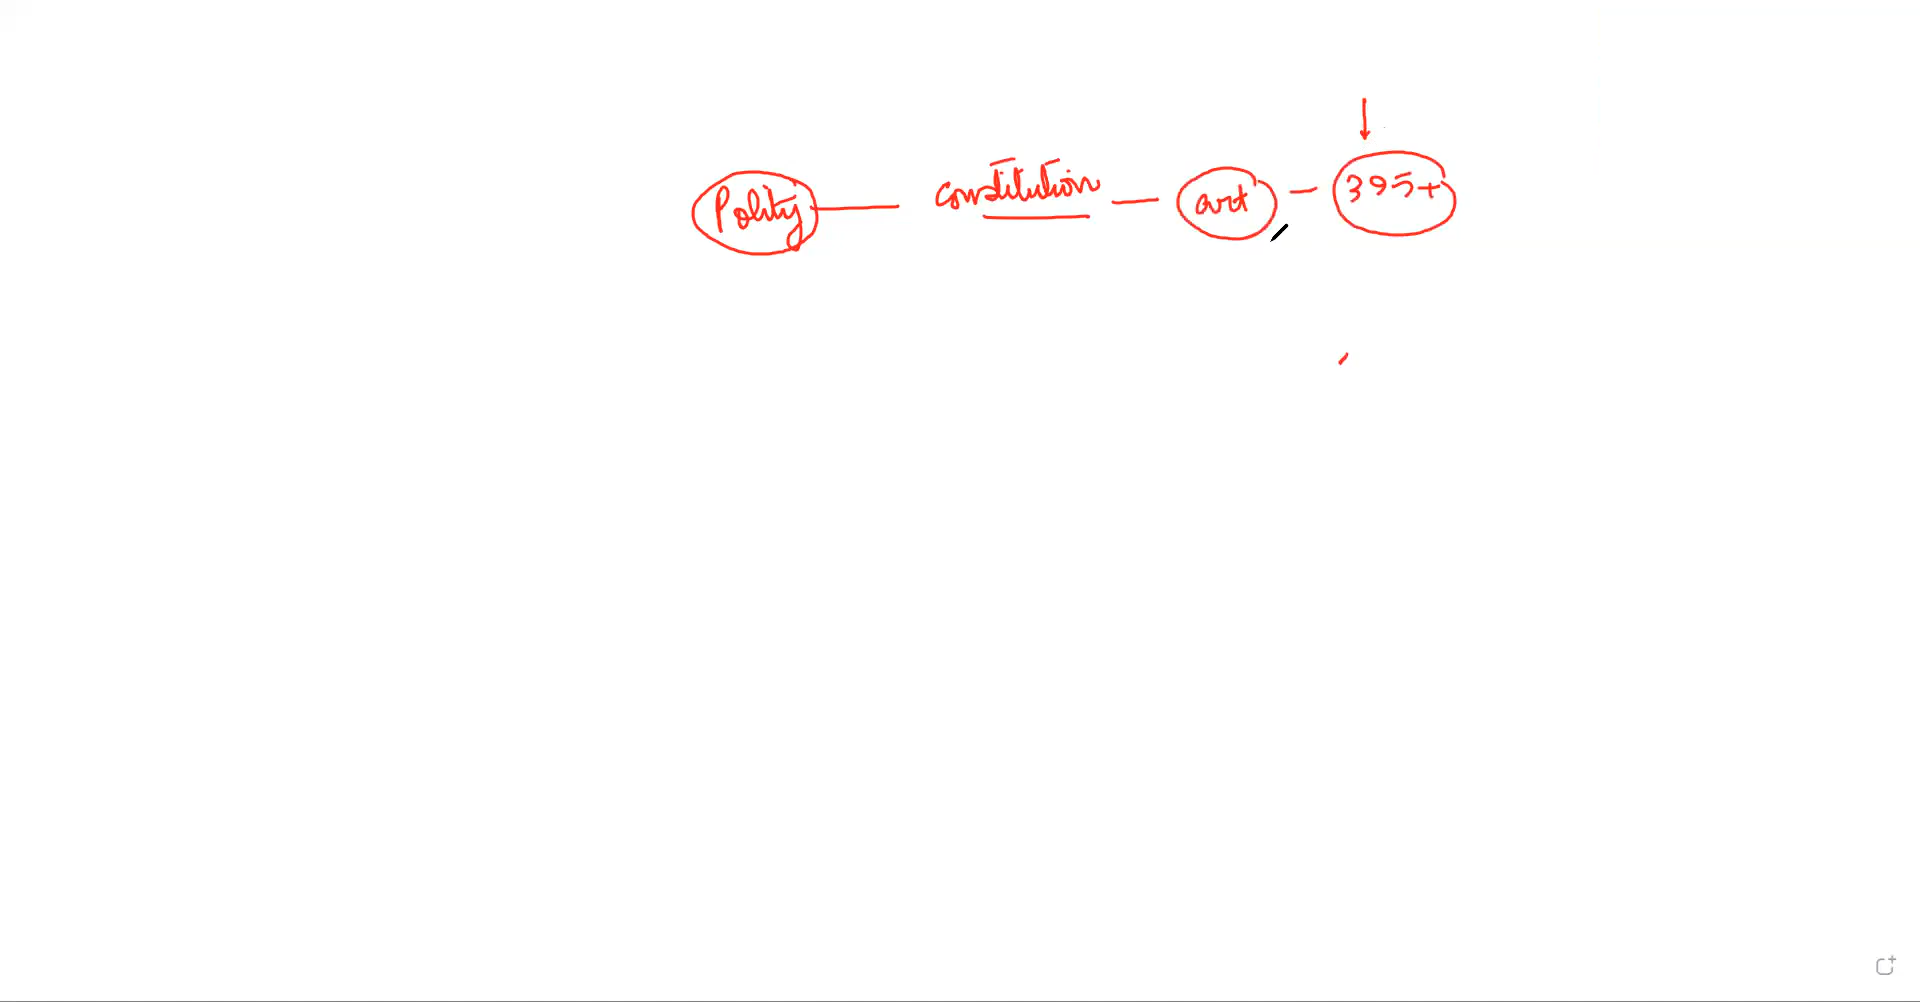 Polity — constitution — art — 395+